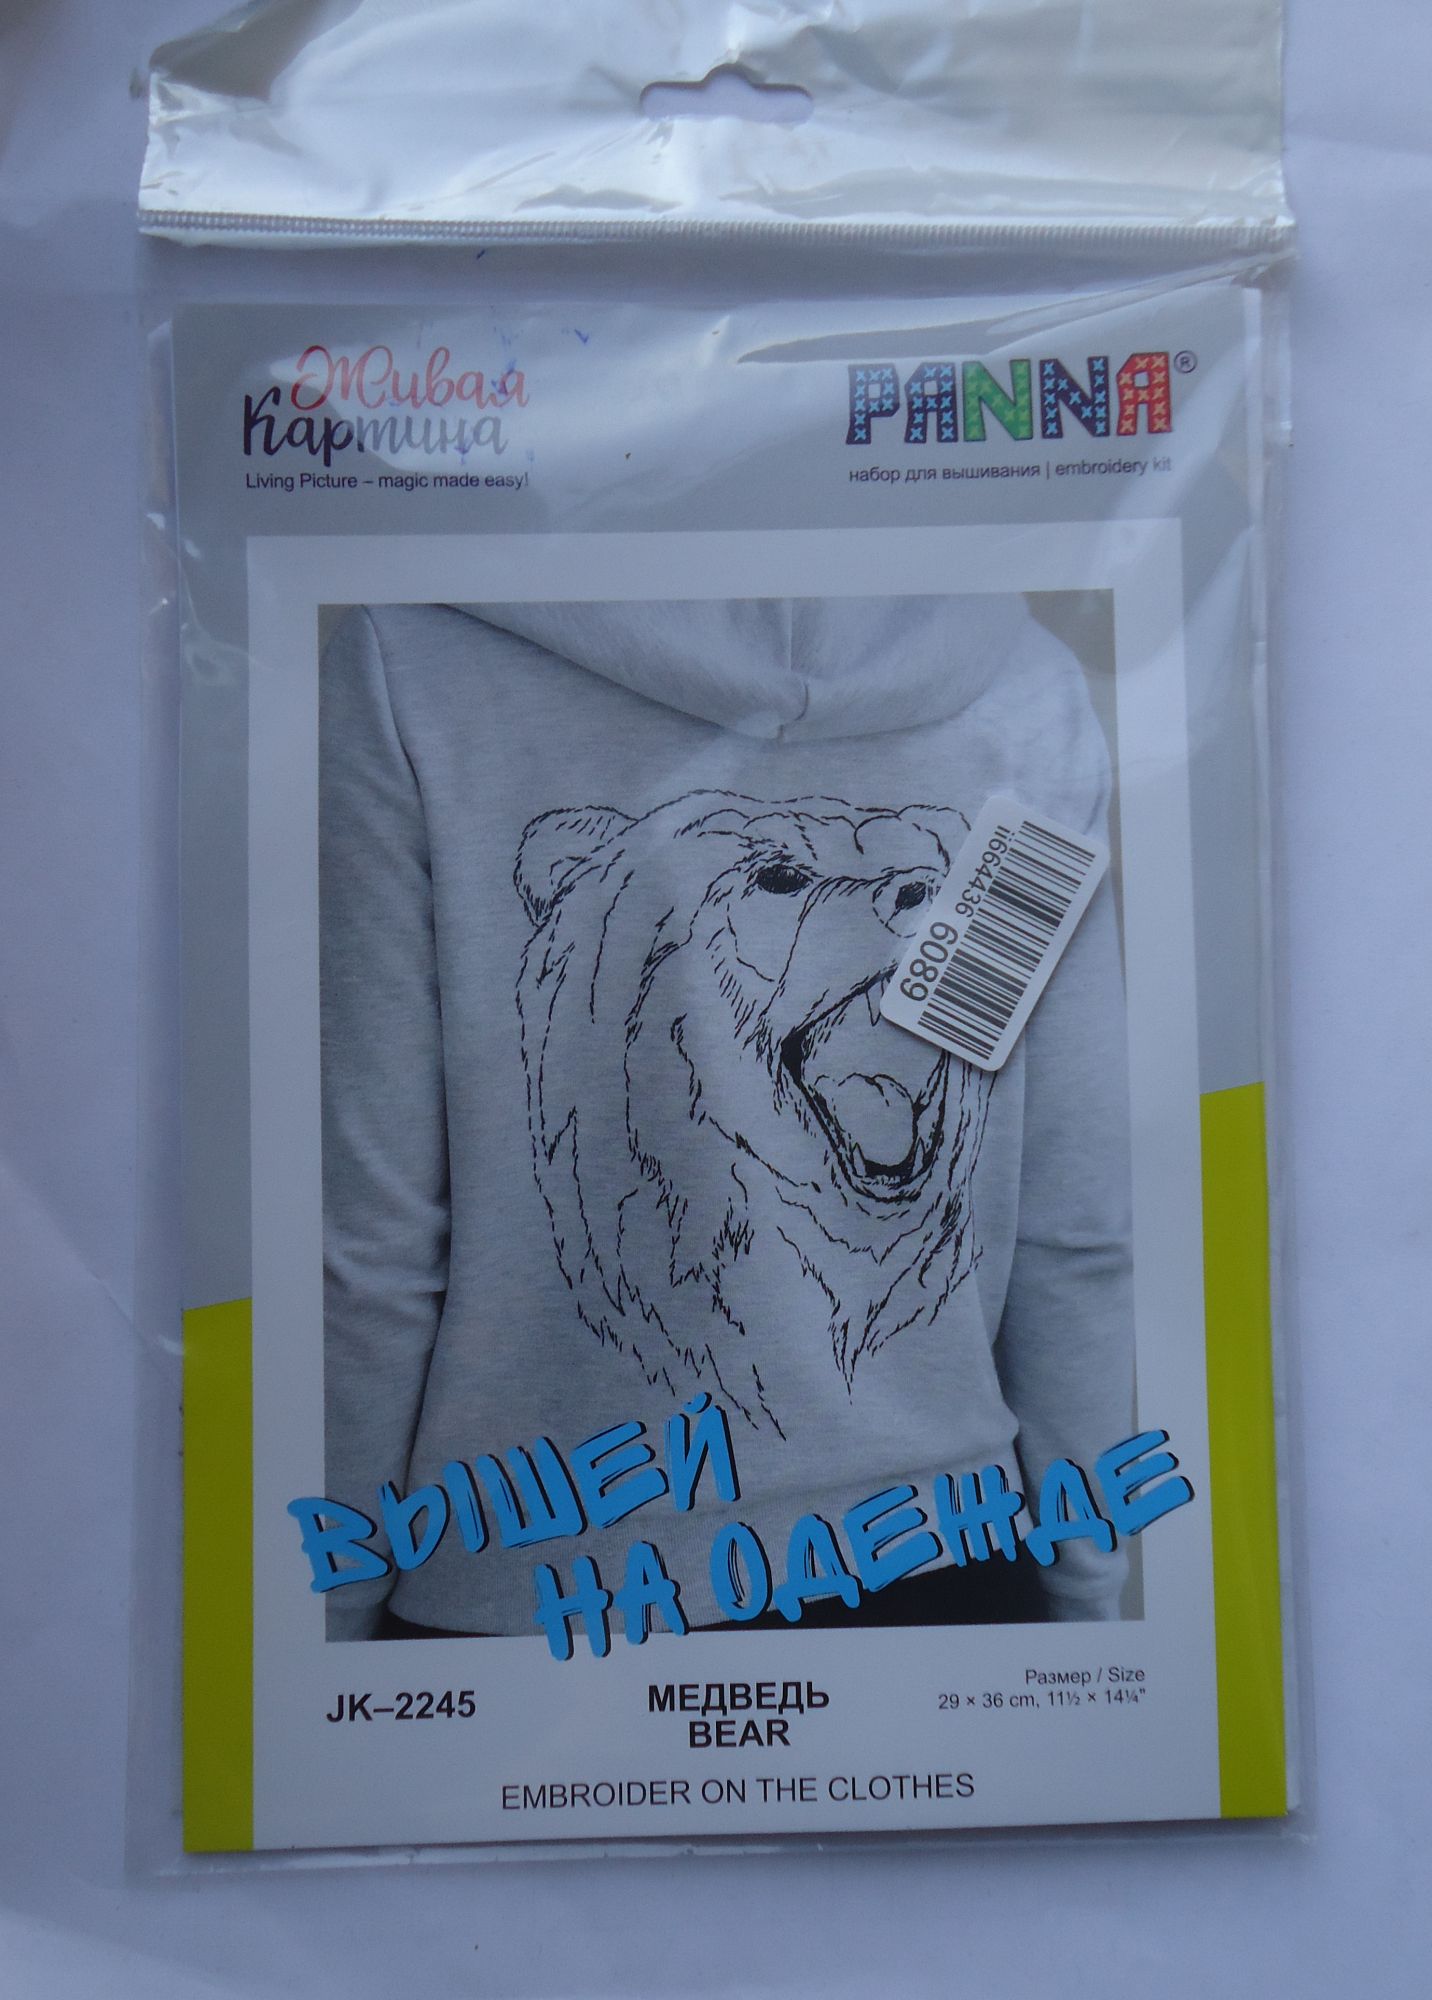 Живая
Картина
Living Picture – magic made easy!
PANNA®
набор для вышивания | embroidery kit
ii664436 6089
ВЫШЕЙ
НА ОДЕЖДЕ
JK–2245
МЕДВЕДЬ
BEAR
Размер / Size
29 × 36 cm, 11½ × 14¼"
EMBROIDER ON THE CLOTHES